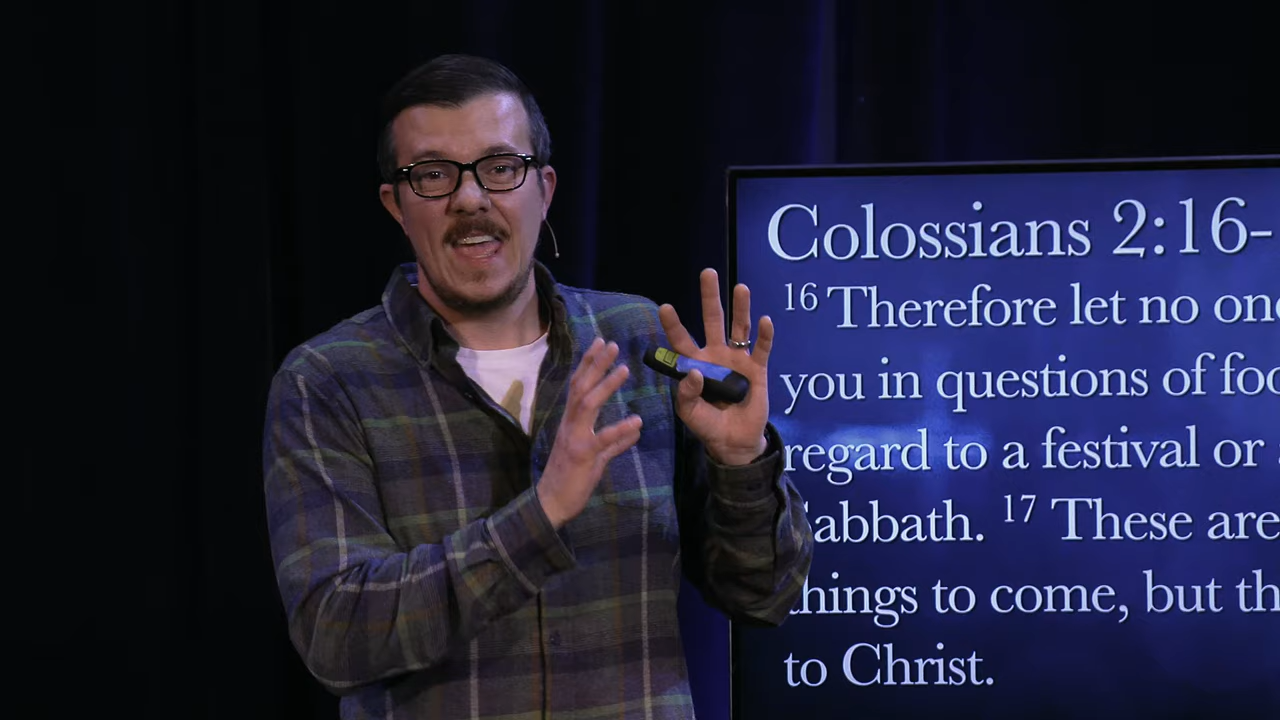 Colossians 2:16-
16 Therefore let no one
you in questions of
regard to a festival or
Sabbath. 17 These are
things to come, but
to Christ.